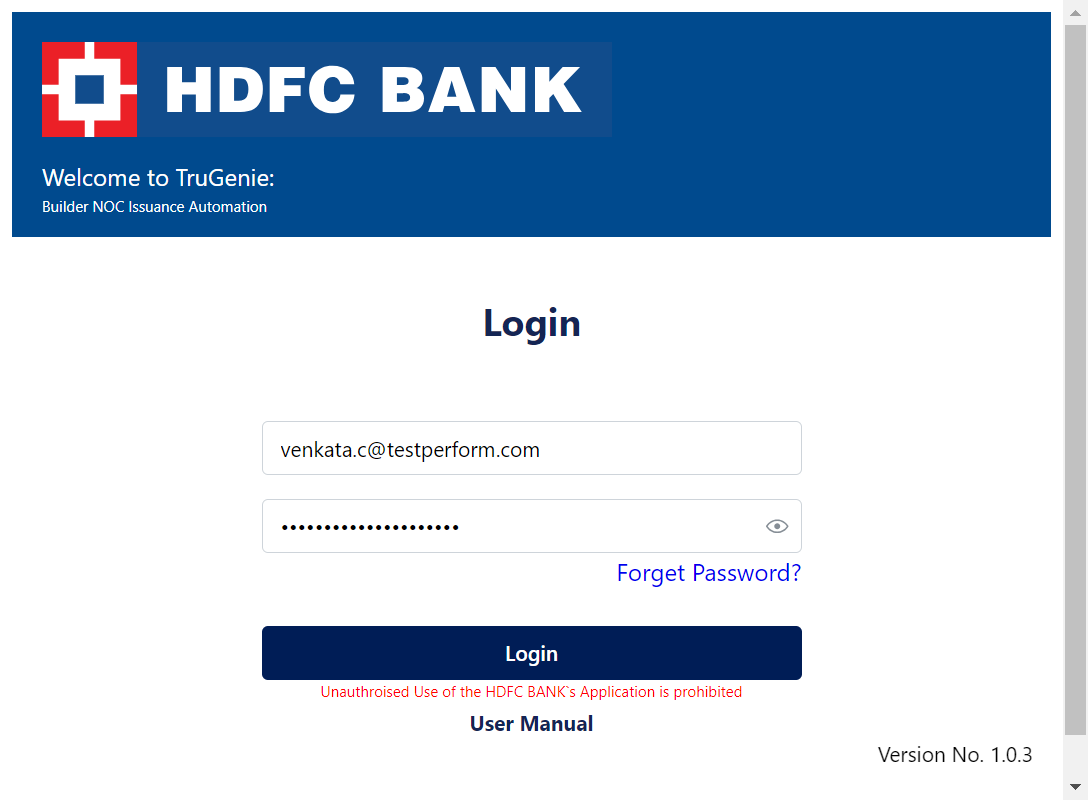 HDFC BANK
Welcome to TruGenie:
Builder NOC Issuance Automation
Login
venkata.c@testperform.com
•••••••••••••••••••••
Forget Password?
Login
Unauthroised Use of the HDFC BANK`s Application is prohibited
User Manual
Version No. 1.0.3